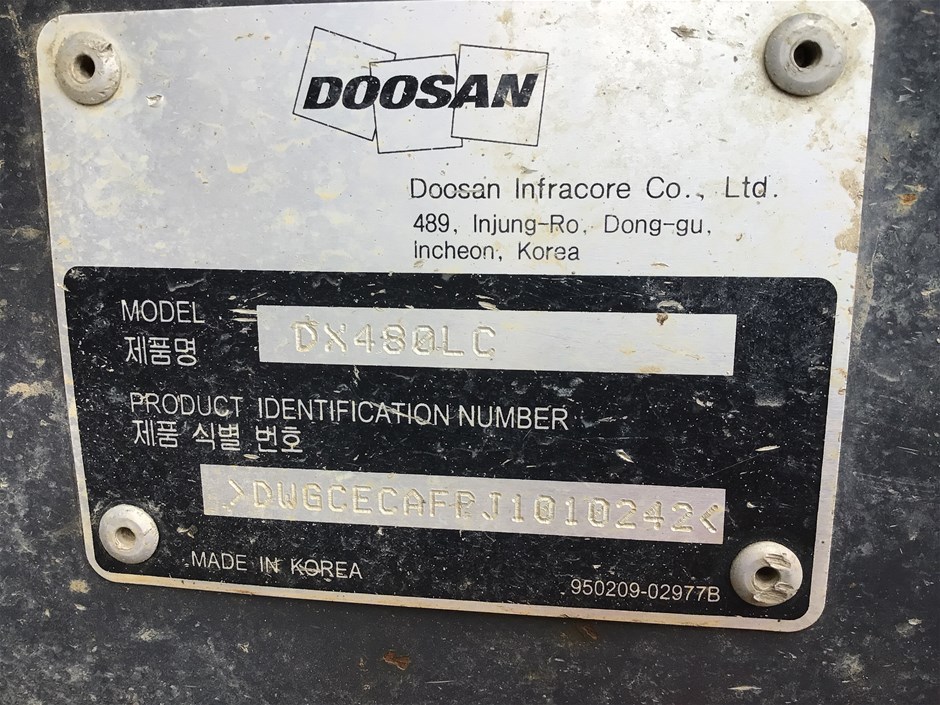 DOOSAN
Doosan Infracore Co., Ltd.
489, Injung-Ro, Dong-gu,
Incheon, Korea
MODEL
제품명
DX480LC
PRODUCT IDENTIFICATION NUMBER
제품 식별 번호
>DWGCECAFPJ1010242<
MADE IN KOREA
950209-02977B